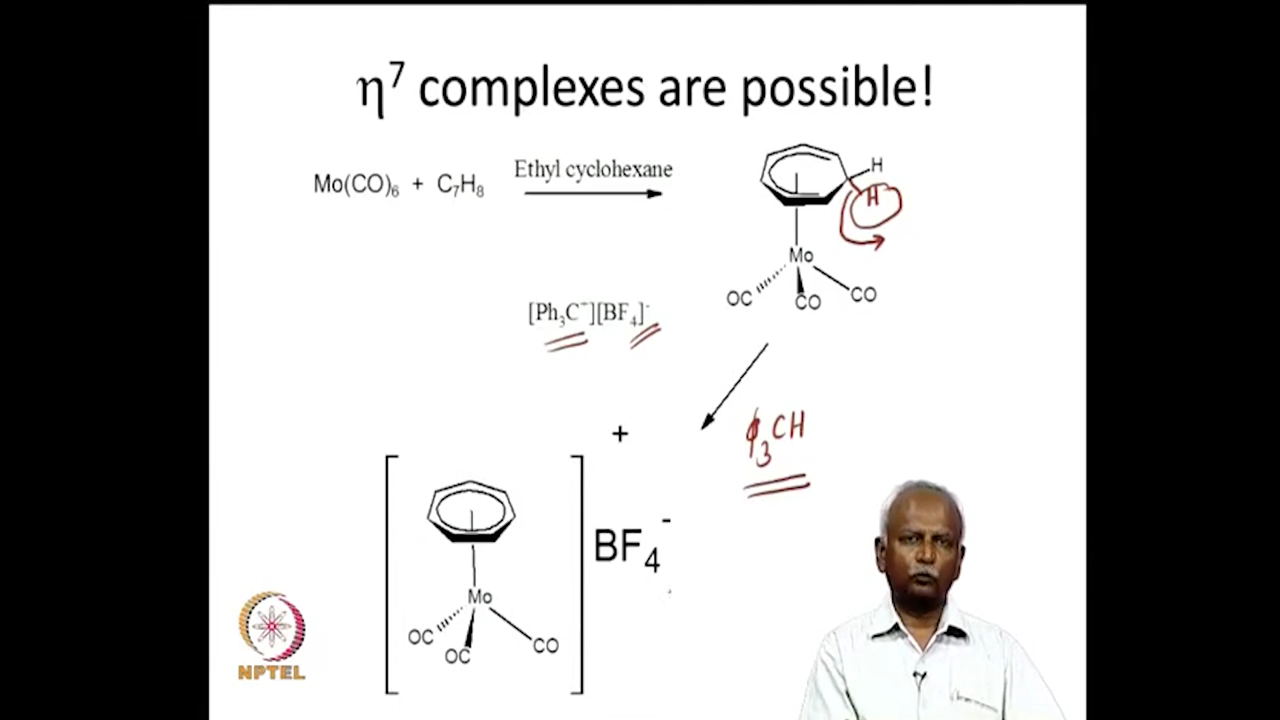 η⁷ complexes are possible!
Mo(CO)₆ + C₇H₈
Ethyl cyclohexane
H
H
Mo
OC
CO
CO
[Ph₃C⁺][BF₄]⁻
ϕ₃CH
+
BF₄⁻
Mo
OC
OC
CO
NPTEL